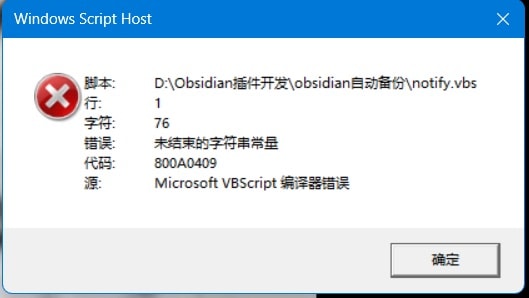 Windows Script Host
脚本: D:\Obsidian插件开发\obsidian自动备份\notify.vbs
行: 1
字符: 76
错误: 未结束的字符串常量
代码: 800A0409
源: Microsoft VBScript 编译器错误
确定